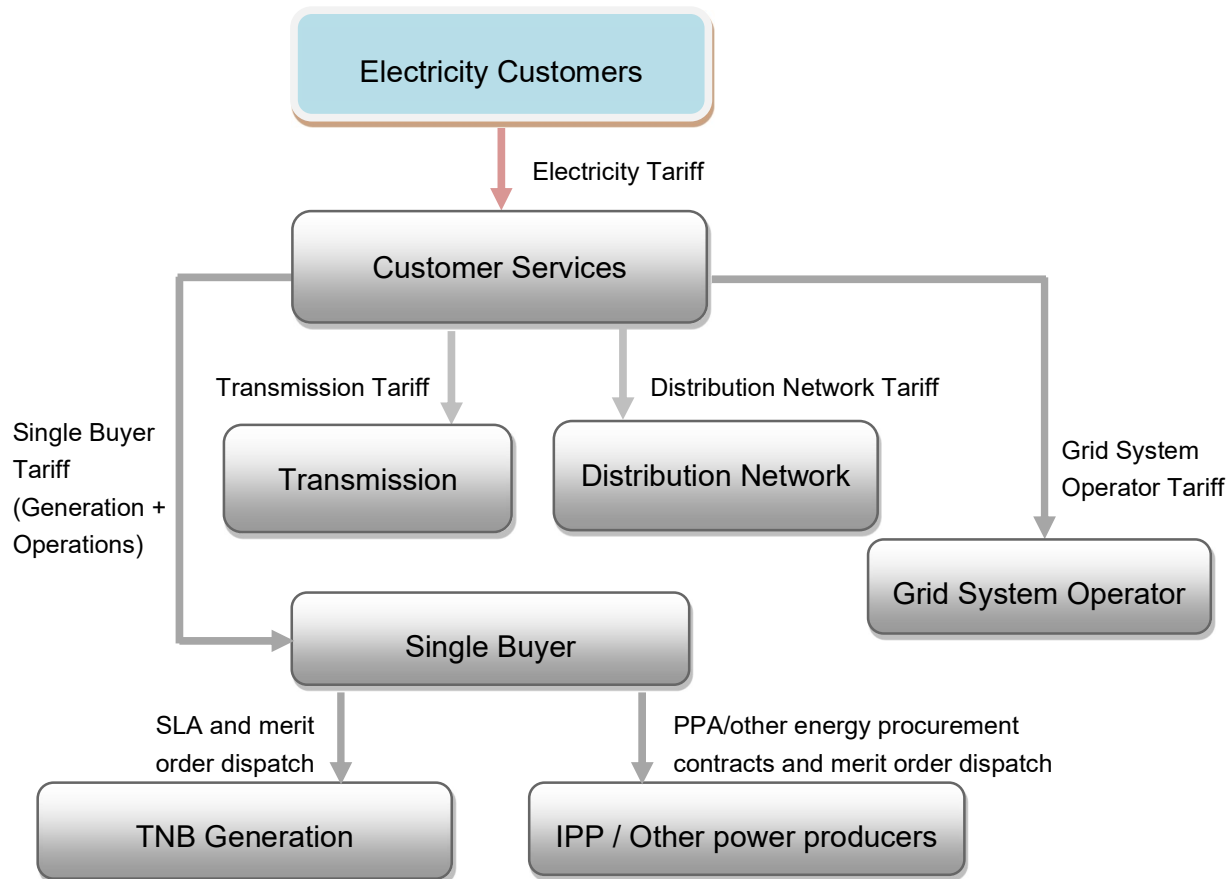 Electricity Customers
Electricity Tariff
Customer Services
Transmission Tariff
Distribution Network Tariff
Single Buyer
Tariff
(Generation +
Operations)
Grid System
Operator Tariff
Transmission
Distribution Network
Grid System Operator
Single Buyer
SLA and merit
order dispatch
PPA/other energy procurement
contracts and merit order dispatch
TNB Generation
IPP / Other power producers